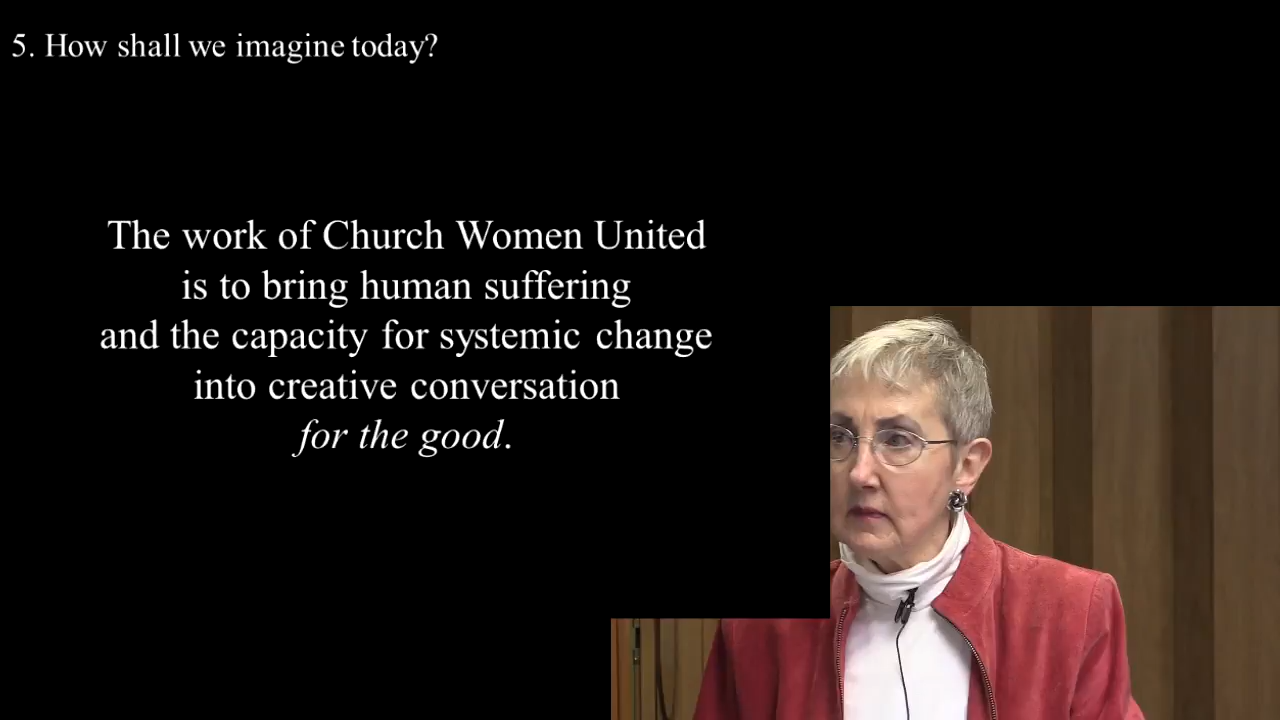 5. How shall we imagine today?
The work of Church Women United
is to bring human suffering
and the capacity for systemic change
into creative conversation
for the good.